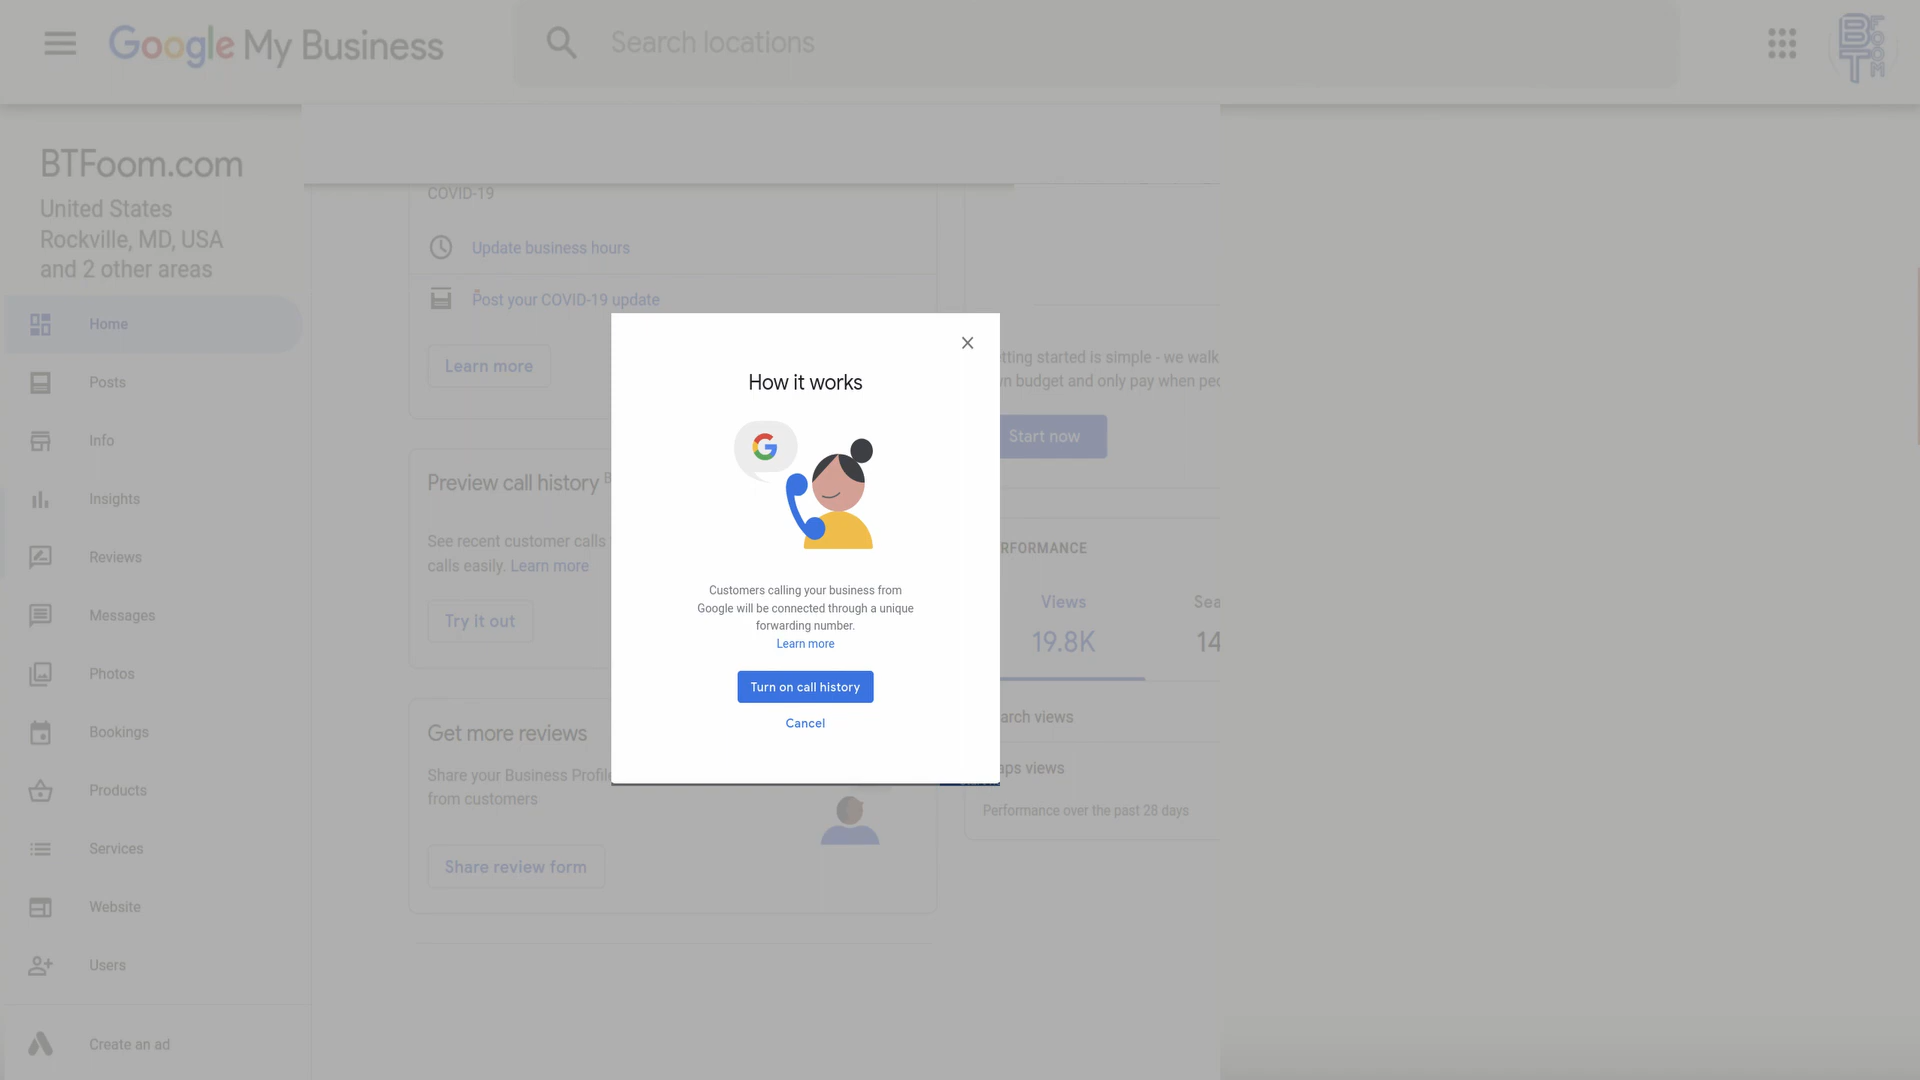 Google My Business
Search locations
BTFoom
BTFoom.com
United States
Rockville, MD, USA
and 2 other areas
Home
Posts
Info
Insights
Reviews
Messages
Photos
Bookings
Products
Services
Website
Users
Create an ad
COVID-19
Update business hours
Post your COVID-19 update
Learn more
Preview call history
See recent customer calls
calls easily. Learn more
Try it out
Get more reviews
Share your Business Profile
from customers
Share review form
How it works
G
Customers calling your business from
Google will be connected through a unique
forwarding number.
Learn more
Turn on call history
Cancel
started is simple - we walk
budget and only pay when
Start now
RFORMANCE
Views
19.8K
14
views
views
Performance over the past 28 days